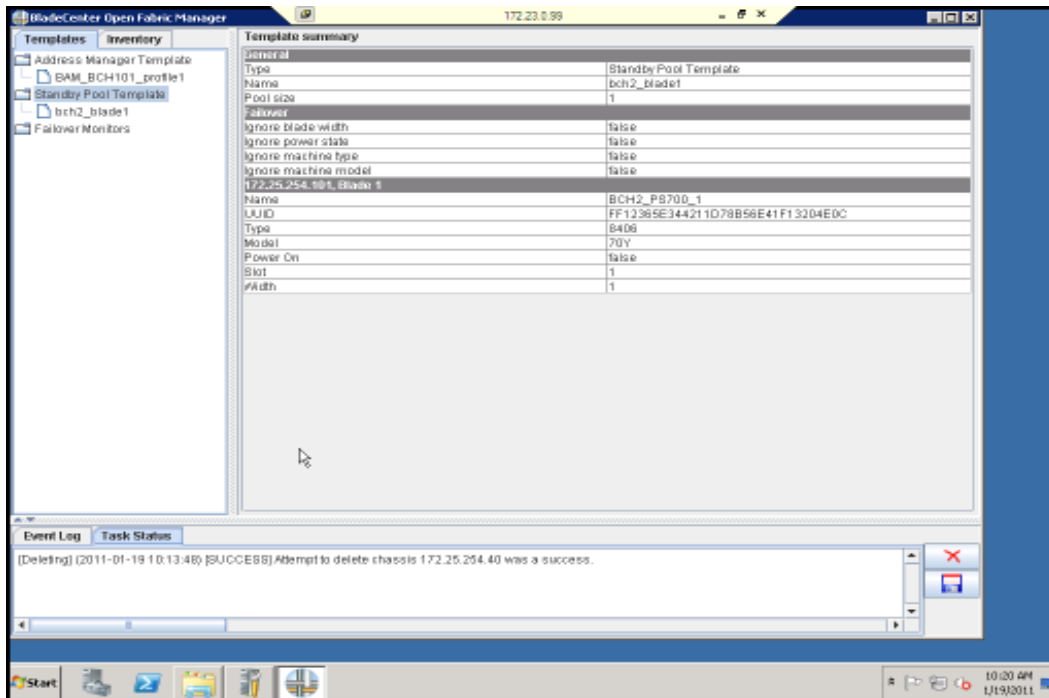 BladeCenter Open Fabric Manager
172.23.0.99
Templates Inventory
Address Manager Template
BAM_BCH101_profile1
Standby Pool Template
bch2_blade1
Failover Monitors
Template summary
General
Type Standby Pool Template
Name bch2_blade1
Pool size 1
Failover
Ignore blade width false
Ignore power state false
Ignore machine type false
Ignore machine model false
172.25.254.101, Blade 1
Name BCH2_PS700_1
UUID FF12365E344211D78B56E41F13204E0C
Type 8406
Model 70Y
Power On false
Slot 1
Width 1
Event Log Task Status
[Deleting] (2011-01-19 10:13:48) [SUCCESS] Attempt to delete chassis 172.25.254.40 was a success.
Start
10:20 AM
1/19/2011